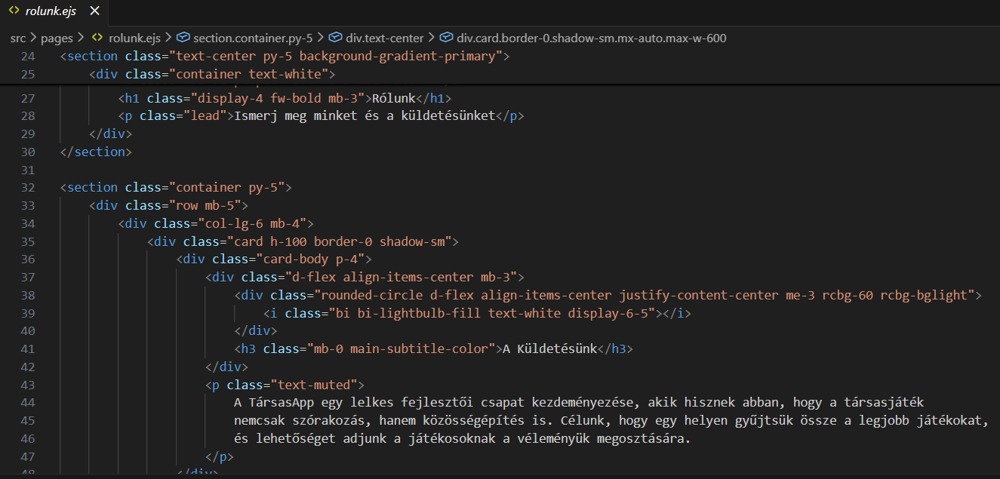 rolunk.ejs
src > pages > rolunk.ejs > section.container.py-5 > div.text-center > div.card.border-0.shadow-sm.mx-auto.max-w-600
24 <section class="text-center py-5 background-gradient-primary">
25 <div class="container text-white">
27 <h1 class="display-4 fw-bold mb-3">Rólunk</h1>
28 <p class="lead">Ismerj meg minket és a küldetésünket</p>
29 </div>
30 </section>
31
32 <section class="container py-5">
33 <div class="row mb-5">
34 <div class="col-lg-6 mb-4">
35 <div class="card h-100 border-0 shadow-sm">
36 <div class="card-body p-4">
37 <div class="d-flex align-items-center mb-3">
38 <div class="rounded-circle d-flex align-items-center justify-content-center me-3 rcbg-60 rcbg-bglight">
39 <i class="bi bi-lightbulb-fill text-white display-6-5"></i>
40 </div>
41 <h3 class="mb-0 main-subtitle-color">A Küldetésünk</h3>
42 </div>
43 <p class="text-muted">
44 A TársasApp egy lelkes fejlesztői csapat kezdeményezése, akik hisznek abban, hogy a társasjáték
45 nemcsak szórakozás, hanem közösségépítés is. Célunk, hogy egy helyen gyűjtsük össze a legjobb játékokat,
46 és lehetőséget adjunk a játékosoknak a véleményük megosztására.
47 </p>
48 </div>